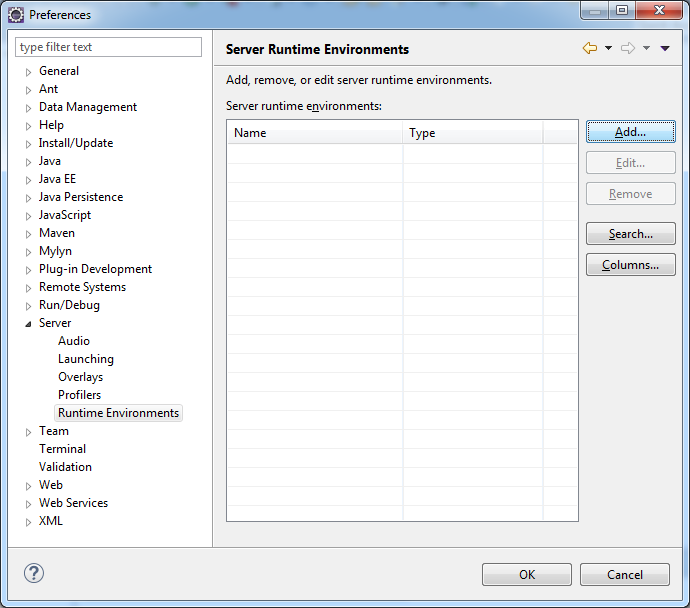 Preferences
type filter text
General
Ant
Data Management
Help
Install/Update
Java
Java EE
Java Persistence
JavaScript
Maven
Mylyn
Plug-in Development
Remote Systems
Run/Debug
Server
Audio
Launching
Overlays
Profilers
Runtime Environments
Team
Terminal
Validation
Web
Web Services
XML
Server Runtime Environments
Add, remove, or edit server runtime environments.
Server runtime environments:
Name Type
Add...
Edit...
Remove
Search...
Columns...
OK Cancel